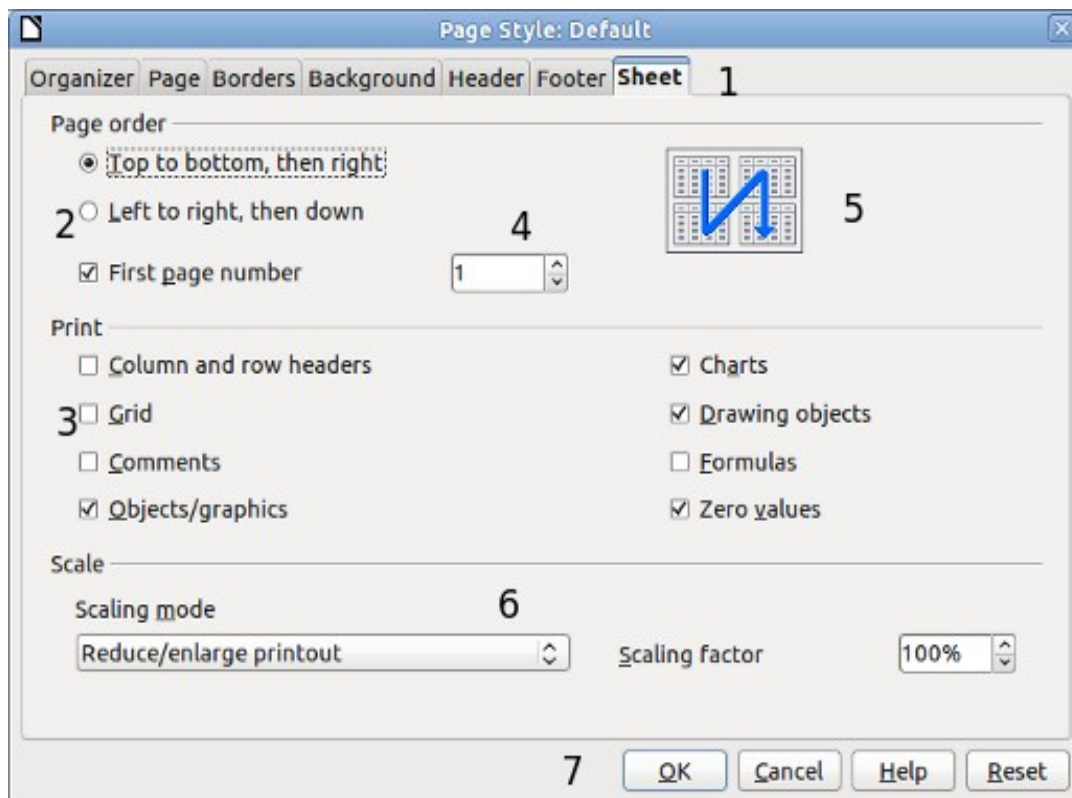 Page Style: Default
Organizer Page Borders Background Header Footer Sheet 1
Page order
Top to bottom, then right
2 Left to right, then down 4 5
First page number 1
Print
Column and row headers Charts
3 Grid Drawing objects
Comments Formulas
Objects/graphics Zero values
Scale
Scaling mode 6
Reduce/enlarge printout Scaling factor 100%
7 OK Cancel Help Reset